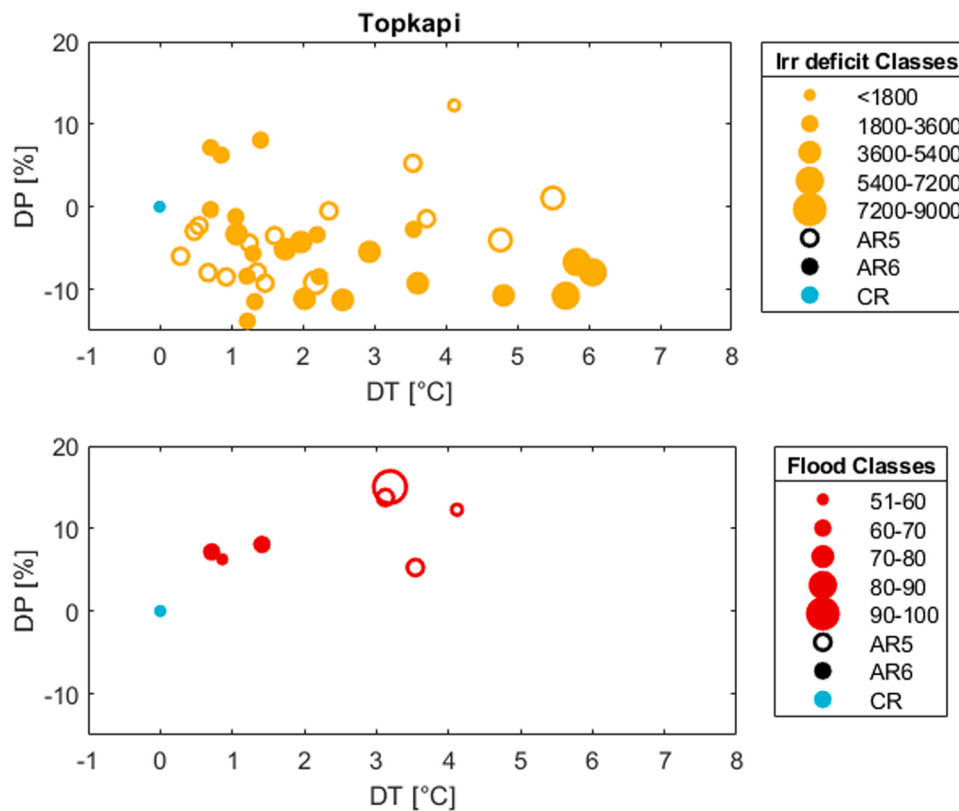 Topkapi
20
10
0
-10
DP [%]
-1 0 1 2 3 4 5 6 7 8
DT [°C]
Irr deficit Classes
<1800
1800-3600
3600-5400
5400-7200
7200-9000
AR5
AR6
CR
20
10
0
-10
DP [%]
-1 0 1 2 3 4 5 6 7 8
DT [°C]
Flood Classes
51-60
60-70
70-80
80-90
90-100
AR5
AR6
CR